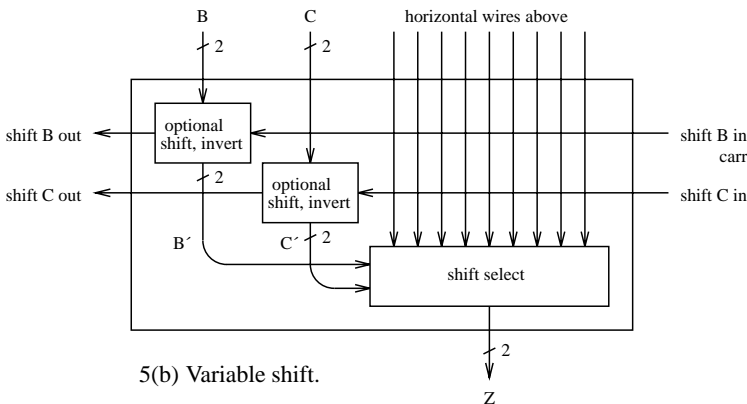 B
C
horizontal wires above
2
2
shift B out
optional
shift, invert
shift B in
carr
2
shift C out
optional
shift, invert
shift C in
B´
C´
2
shift select
2
5(b) Variable shift.
Z